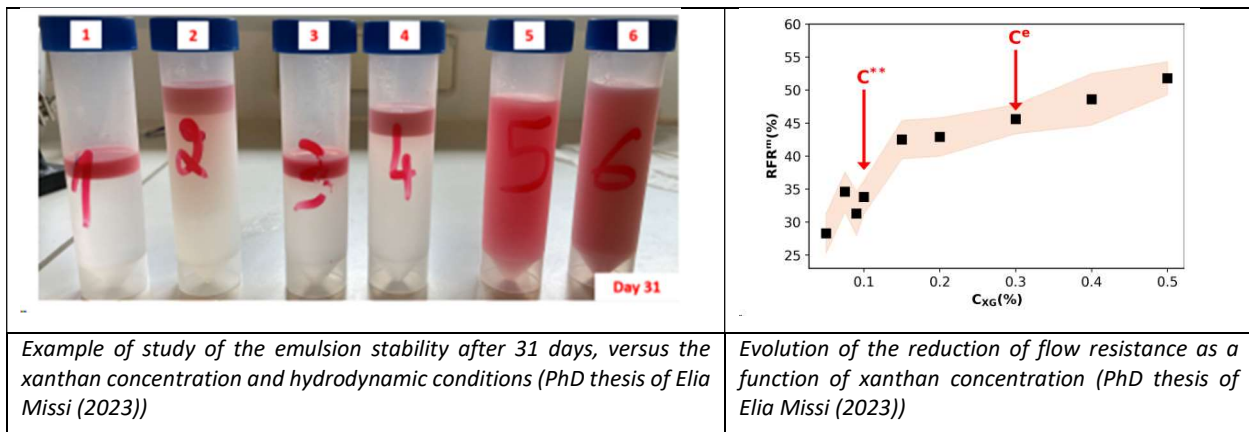 1 2 3 4 5 6
1 2 3 4 5 6
Day 31
60
55
50
45
40
35
30
25
RFRᵐ(%)
C**
Cᵉ
0.1 0.2 0.3 0.4 0.5
C_XG(%)
Example of study of the emulsion stability after 31 days, versus the
xanthan concentration and hydrodynamic conditions (PhD thesis of Elia
Missi (2023))
Evolution of the reduction of flow resistance as a
function of xanthan concentration (PhD thesis of
Elia Missi (2023))